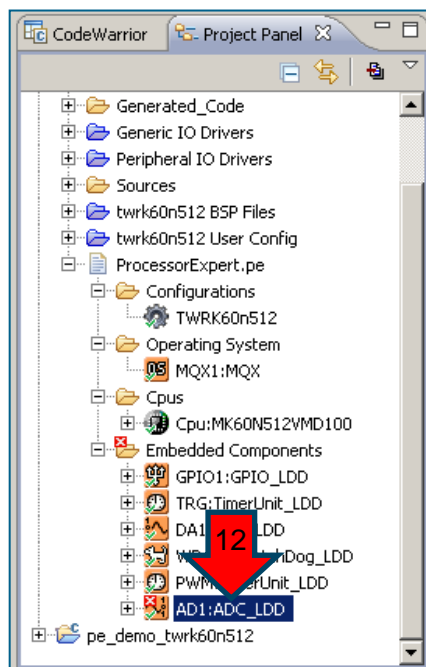 CodeWarrior Project Panel
Generated_Code
Generic IO Drivers
Peripheral IO Drivers
Sources
twrk60n512 BSP Files
twrk60n512 User Config
ProcessorExpert.pe
Configurations
TWRK60n512
Operating System
MQX1:MQX
Cpus
Cpu:MK60N512VMD100
Embedded Components
GPIO1:GPIO_LDD
TRG:TimerUnit_LDD
12
AD1:ADC_LDD
pe_demo_twrk60n512